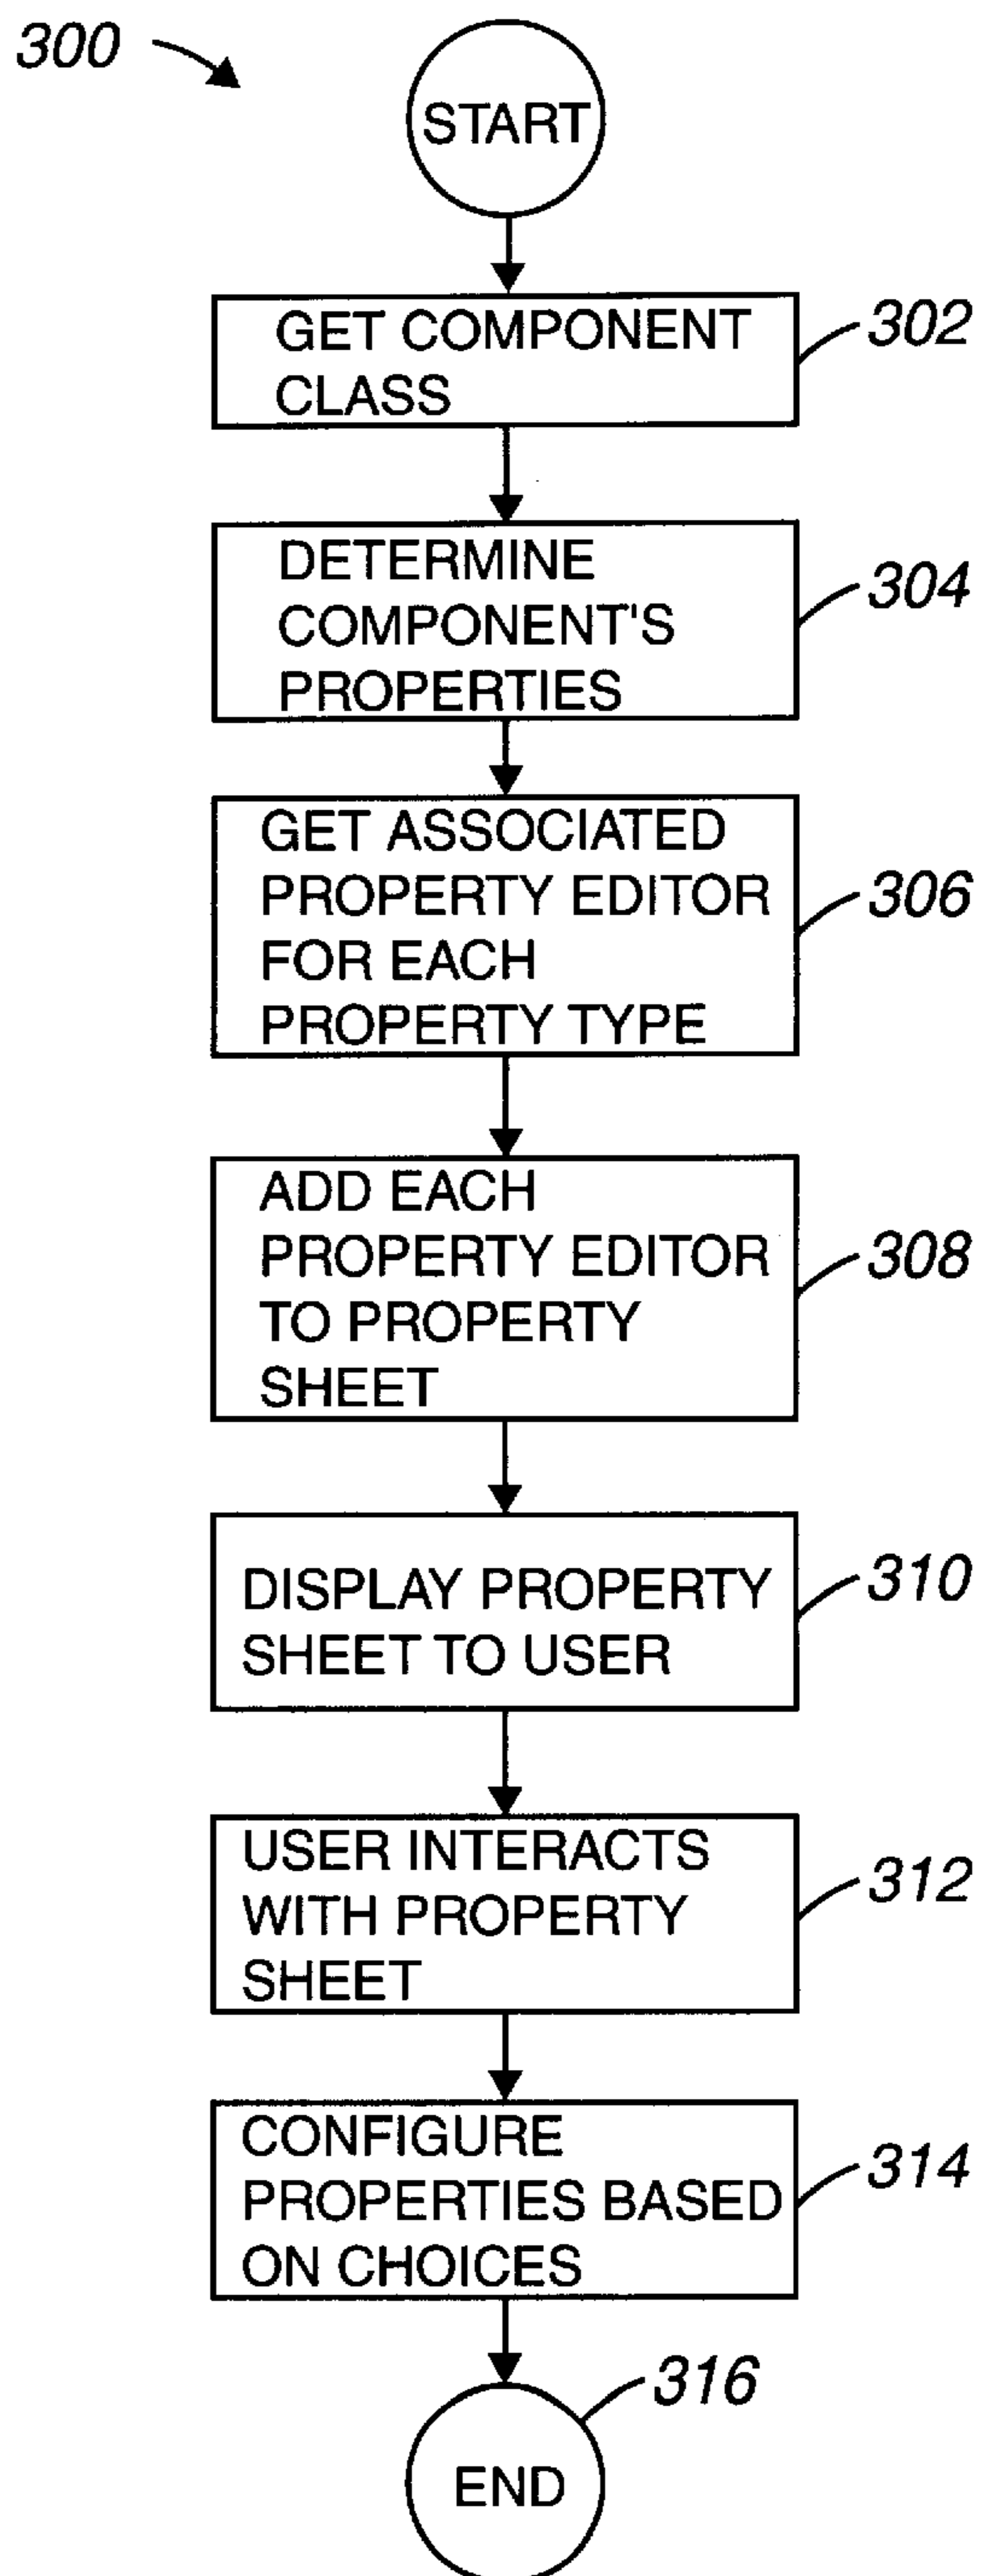 300
START
GET COMPONENT
CLASS
302
DETERMINE
COMPONENT'S
PROPERTIES
304
GET ASSOCIATED
PROPERTY EDITOR
FOR EACH
PROPERTY TYPE
306
ADD EACH
PROPERTY EDITOR
TO PROPERTY
SHEET
308
DISPLAY PROPERTY
SHEET TO USER
310
USER INTERACTS
WITH PROPERTY
SHEET
312
CONFIGURE
PROPERTIES BASED
ON CHOICES
314
316
END